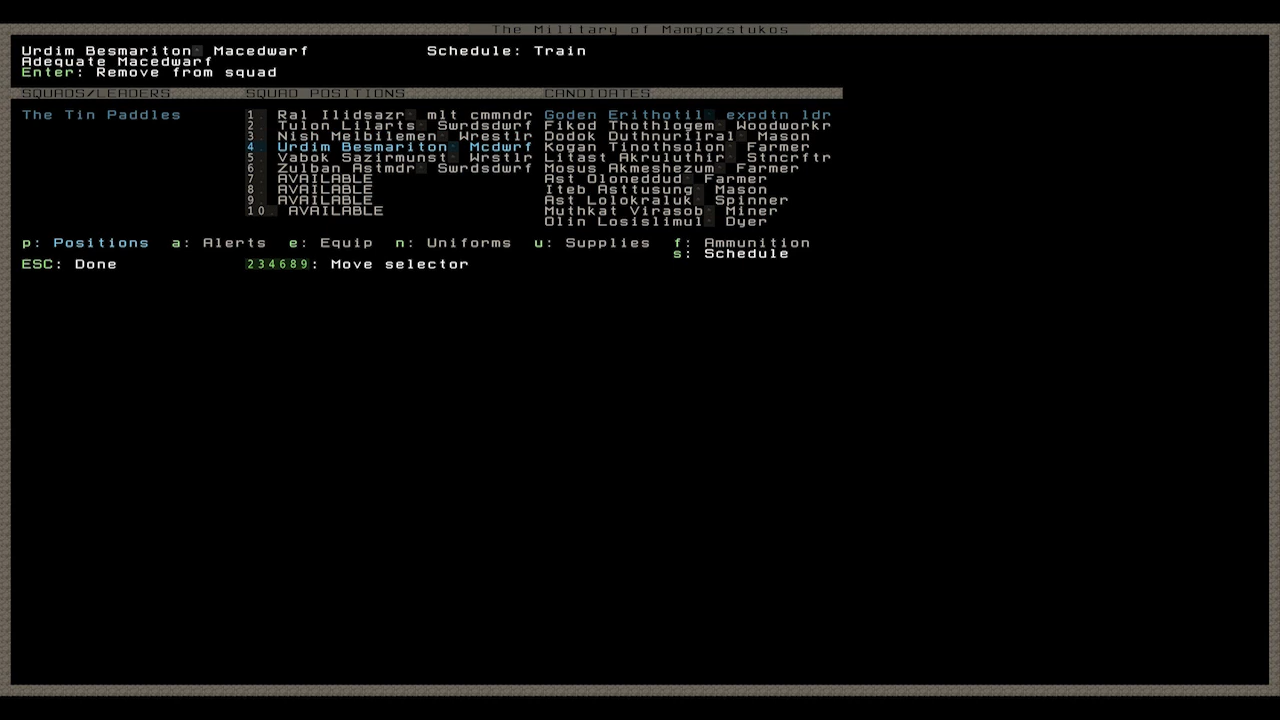 The Military of Mamgozstukos
Urdim Besmariton Macedwarf Schedule: Train
Adequate Macedwarf
Enter: Remove from squad
SQUADS/LEADERS SQUAD POSITIONS CANDIDATES
The Tin Paddles 1 Ral Ilidsazr mlt cmmndr Goden Erithotil expdtn ldr
2 Tulon Lilarts Swrdsdwrf Fikod Thothlogem Woodworkr
3 Nish Melbilemen Wrestlr Dodok Duthnurilral Mason
4 Urdim Besmariton Mcdwrf Kogan Tinothsolon Farmer
5 Vabok Sazirmunst Wrstlr Litast Akruluthir Stncrftr
6 Zulban Astmdr Swrdsdwrf Mosus Akmeshezum Farmer
7 AVAILABLE Ast Oloneddud Farmer
8 AVAILABLE Iteb Asttusung Mason
9 AVAILABLE Ast Lolokraluk Spinner
10 AVAILABLE Muthkat Virasob Miner
Olin Losislimul Dyer
p: Positions a: Alerts e: Equip n: Uniforms u: Supplies f: Ammunition
s: Schedule
ESC: Done 234689: Move selector